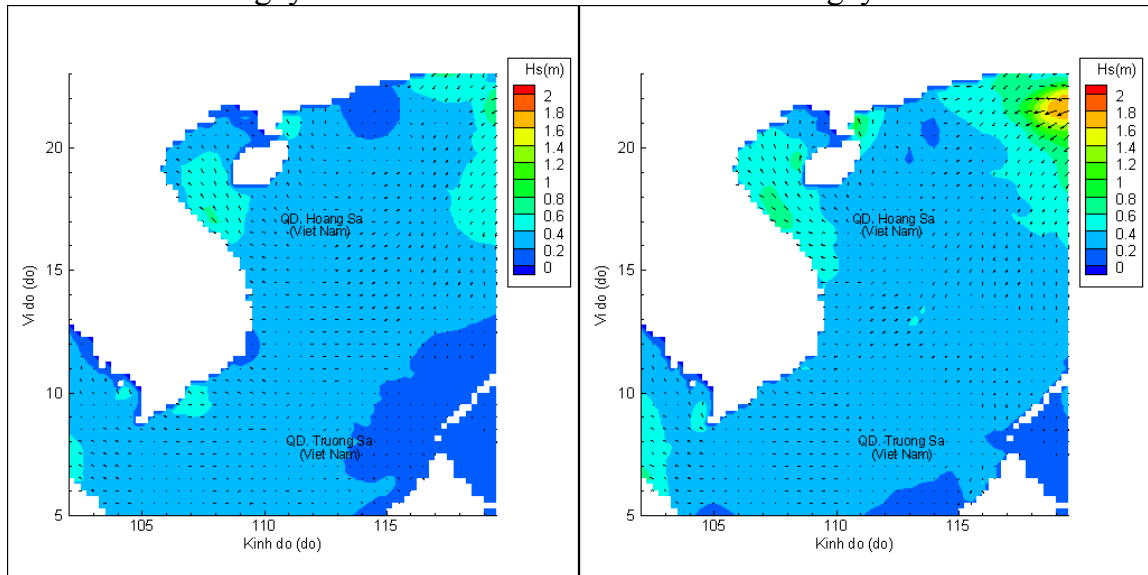 Hs(m)
2
1.8
1.6
1.4
1.2
1
0.8
0.6
0.4
0.2
0
20
15
10
5
Vi do (do)
QD. Hoang Sa
(Viet Nam)
QD. Truong Sa
(Viet Nam)
105
110
115
Kinh do (do)
Hs(m)
2
1.8
1.6
1.4
1.2
1
0.8
0.6
0.4
0.2
0
20
15
10
5
Vi do (do)
QD. Hoang Sa
(Viet Nam)
QD. Truong Sa
(Viet Nam)
105
110
115
Kinh do (do)